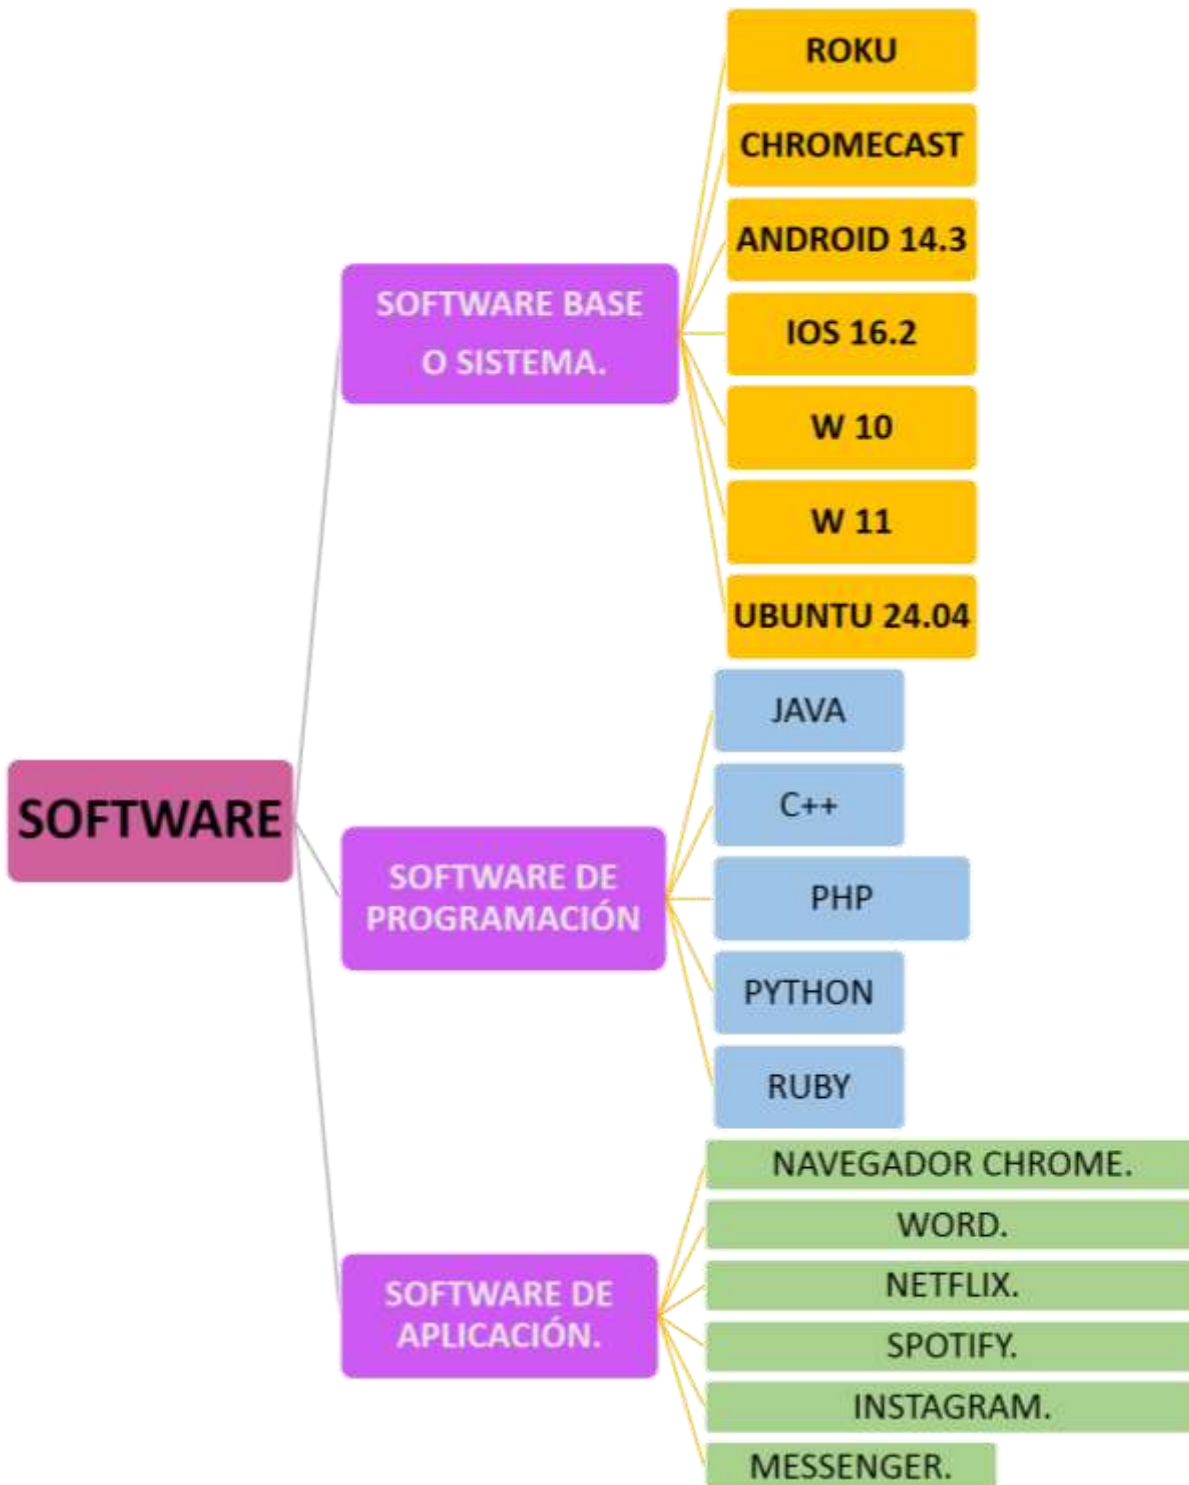 ROKU
CHROMECAST
ANDROID 14.3
IOS 16.2
W 10
W 11
UBUNTU 24.04
SOFTWARE BASE
O SISTEMA.
JAVA
C++
PHP
PYTHON
RUBY
SOFTWARE
SOFTWARE DE
PROGRAMACIÓN
NAVEGADOR CHROME.
WORD.
NETFLIX.
SPOTIFY.
INSTAGRAM.
MESSENGER.
SOFTWARE DE
APLICACIÓN.